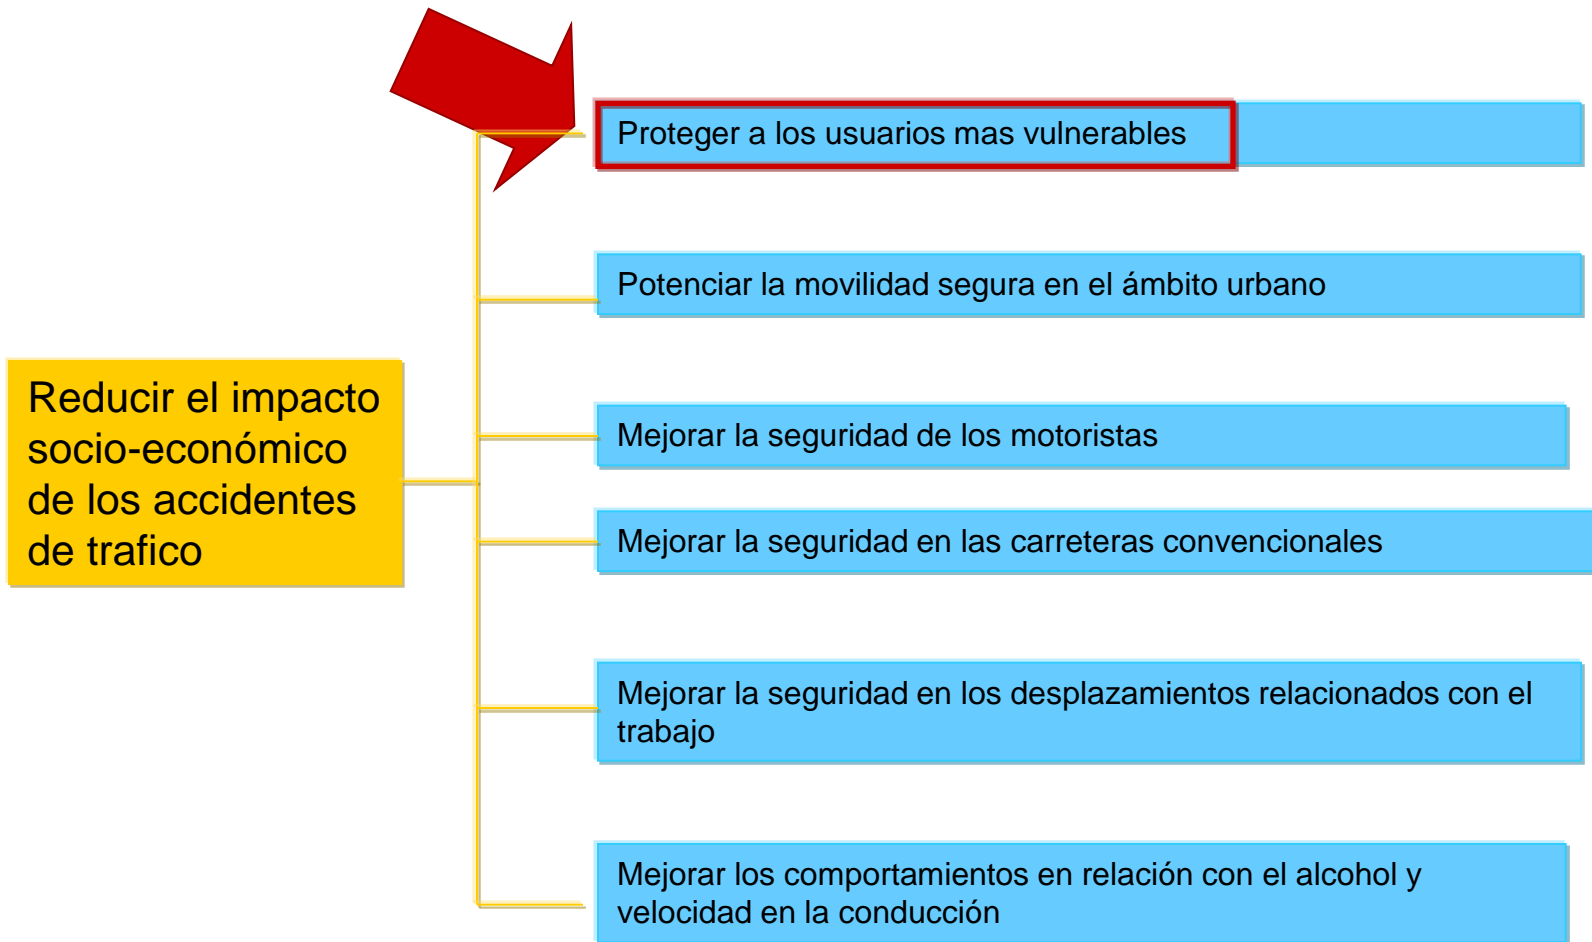 Proteger a los usuarios mas vulnerables
Potenciar la movilidad segura en el ámbito urbano
Reducir el impacto
socio-económico
de los accidentes
de trafico
Mejorar la seguridad de los motoristas
Mejorar la seguridad en las carreteras convencionales
Mejorar la seguridad en los desplazamientos relacionados con el
trabajo
Mejorar los comportamientos en relación con el alcohol y
velocidad en la conducción